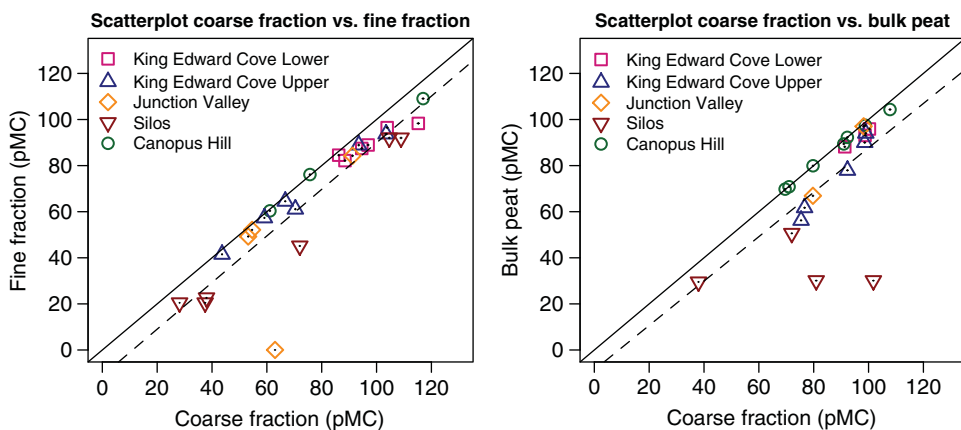 Scatterplot coarse fraction vs. fine fraction
King Edward Cove Lower
King Edward Cove Upper
Junction Valley
Silos
Canopus Hill
120
100
80
60
40
20
0
Fine fraction (pMC)
0 20 40 60 80 100 120
Coarse fraction (pMC)
Scatterplot coarse fraction vs. bulk peat
King Edward Cove Lower
King Edward Cove Upper
Junction Valley
Silos
Canopus Hill
120
100
80
60
40
20
0
Bulk peat (pMC)
0 20 40 60 80 100 120
Coarse fraction (pMC)